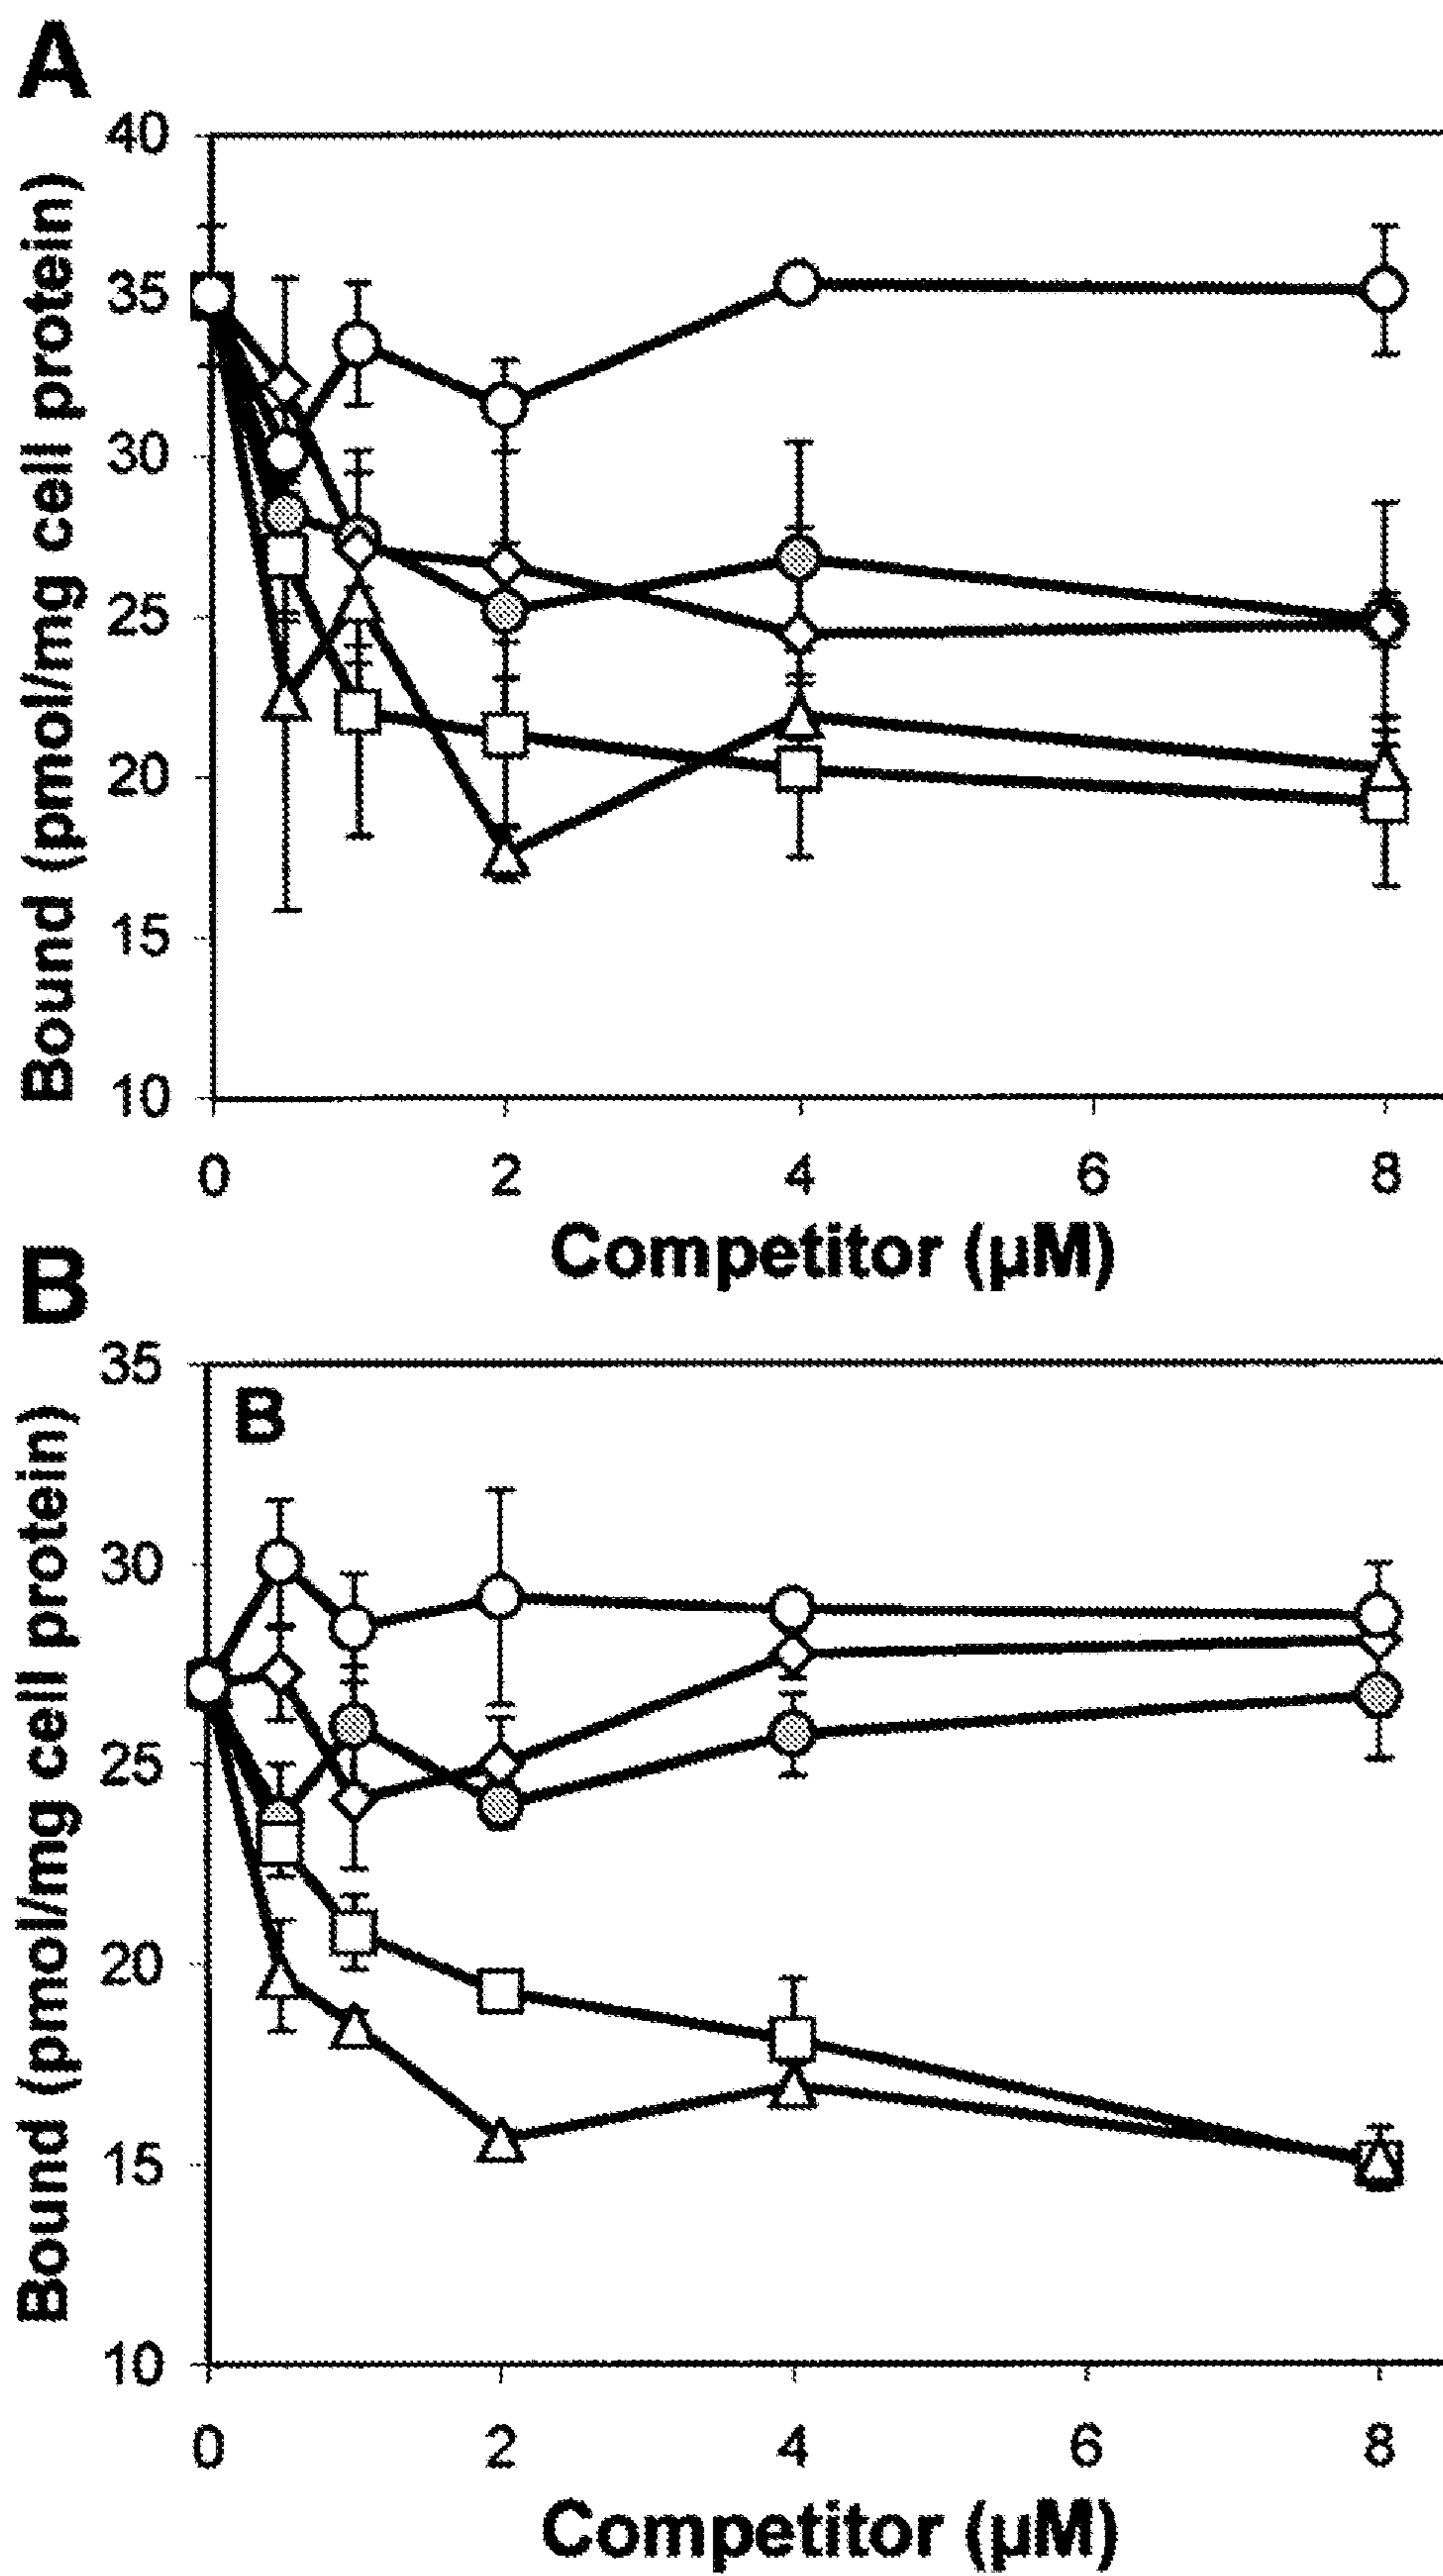 A
Bound (pmol/mg cell protein)
40
35
30
25
20
15
10
0 2 4 6 8
Competitor (μM)
B
Bound (pmol/mg cell protein)
35
B
30
25
20
15
10
0 2 4 6 8
Competitor (μM)